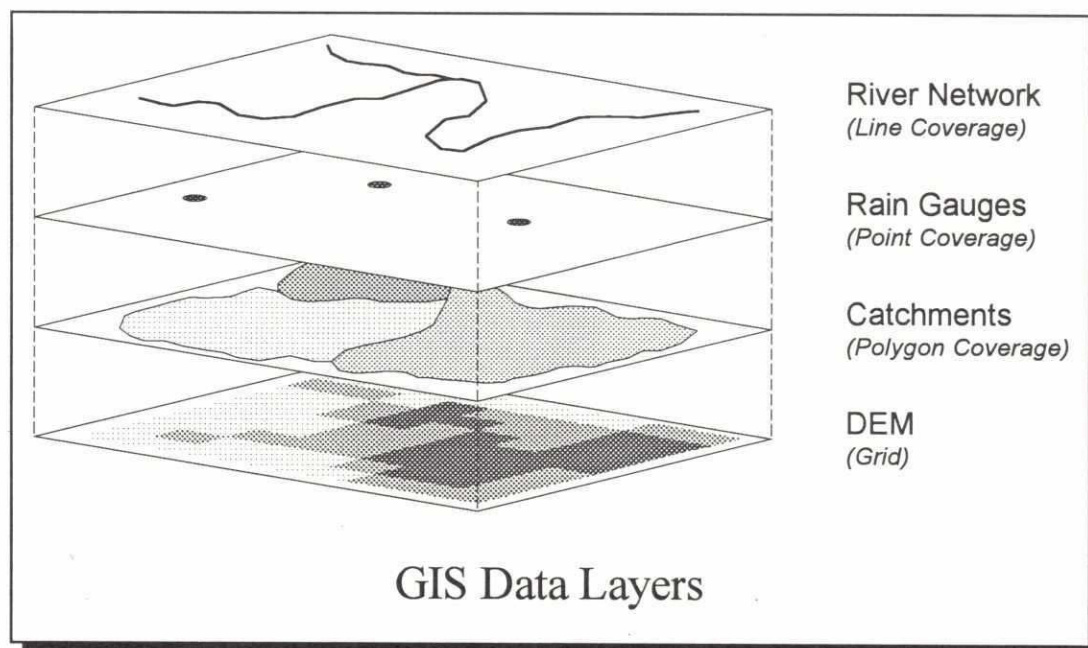 River Network
(Line Coverage)
Rain Gauges
(Point Coverage)
Catchments
(Polygon Coverage)
DEM
(Grid)
GIS Data Layers